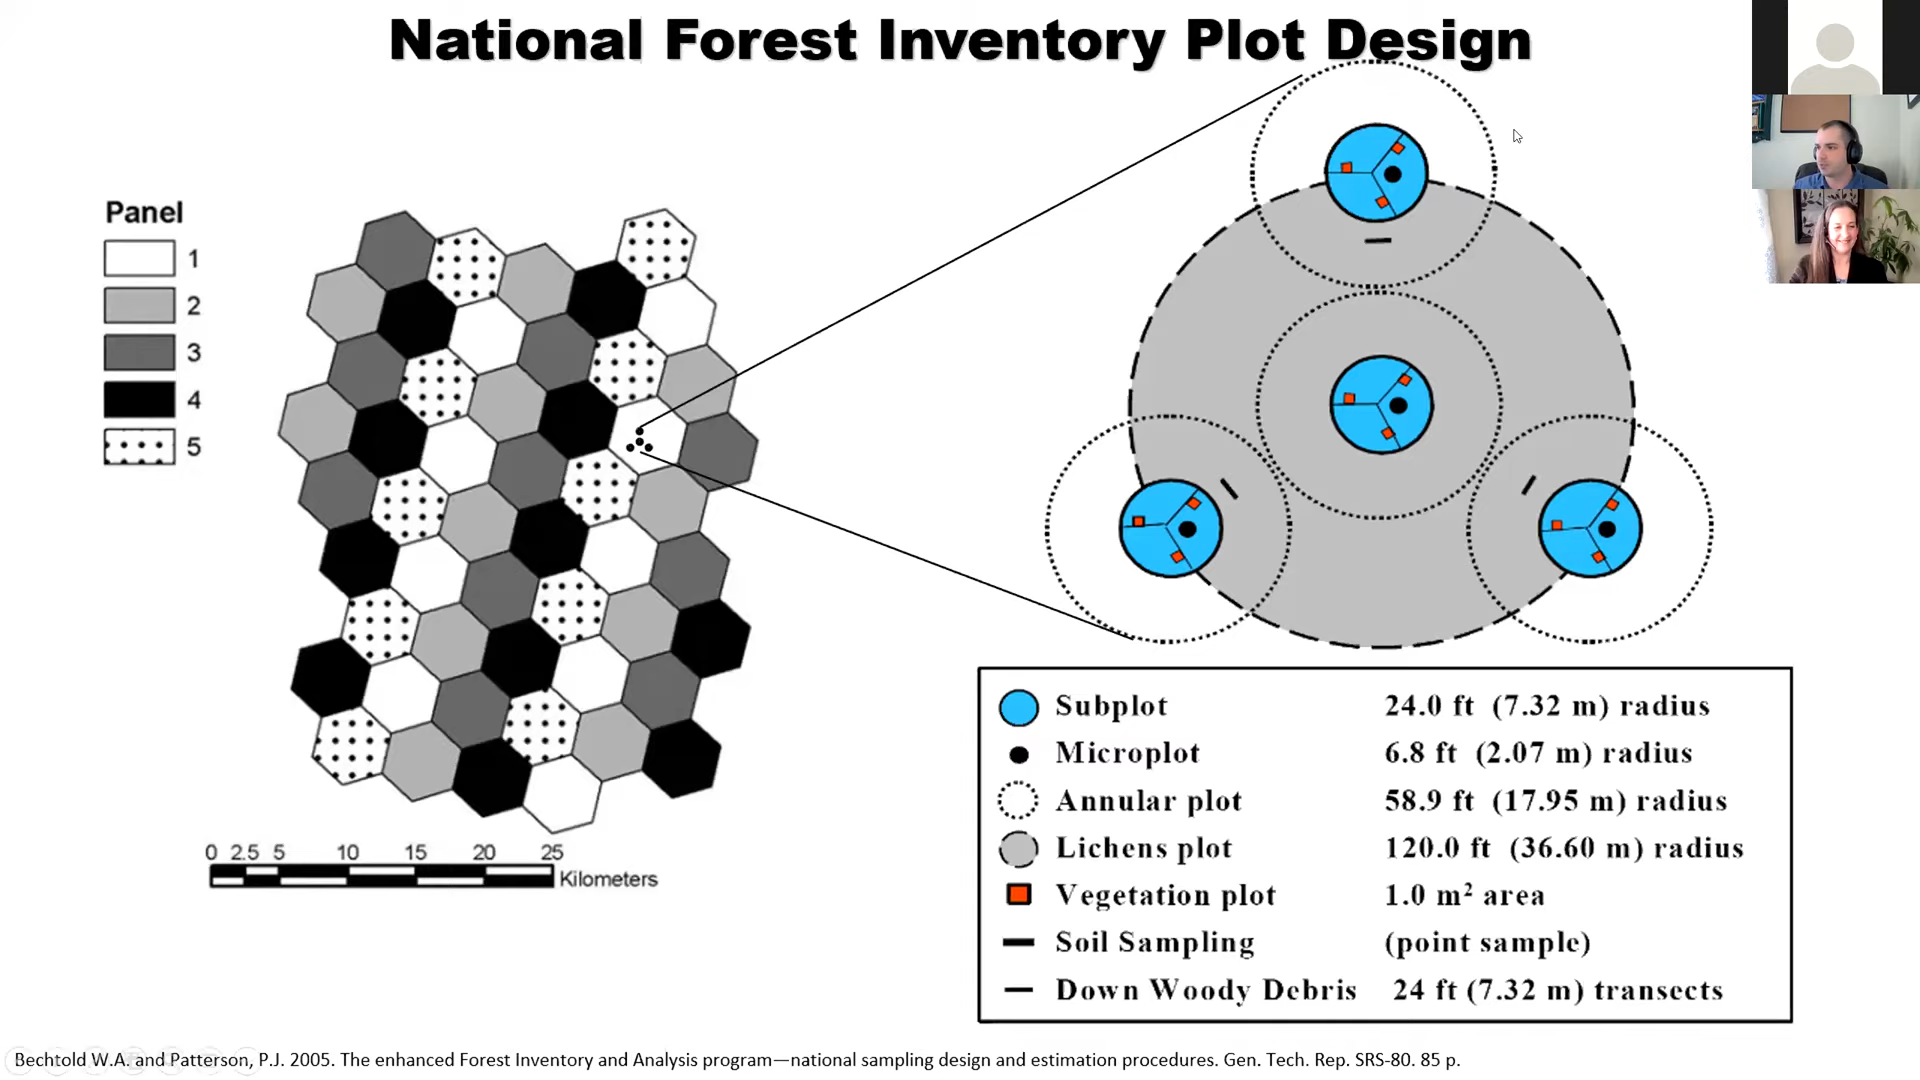 National Forest Inventory Plot Design
Panel
1
2
3
4
5
0 2.5 5 10 15 20 25
Kilometers
Subplot 24.0 ft (7.32 m) radius
Microplot 6.8 ft (2.07 m) radius
Annular plot 58.9 ft (17.95 m) radius
Lichens plot 120.0 ft (36.60 m) radius
Vegetation plot 1.0 m² area
Soil Sampling (point sample)
Down Woody Debris 24 ft (7.32 m) transects
Bechtold W.A. and Patterson, P.J. 2005. The enhanced Forest Inventory and Analysis program—national sampling design and estimation procedures. Gen. Tech. Rep. SRS-80. 85 p.